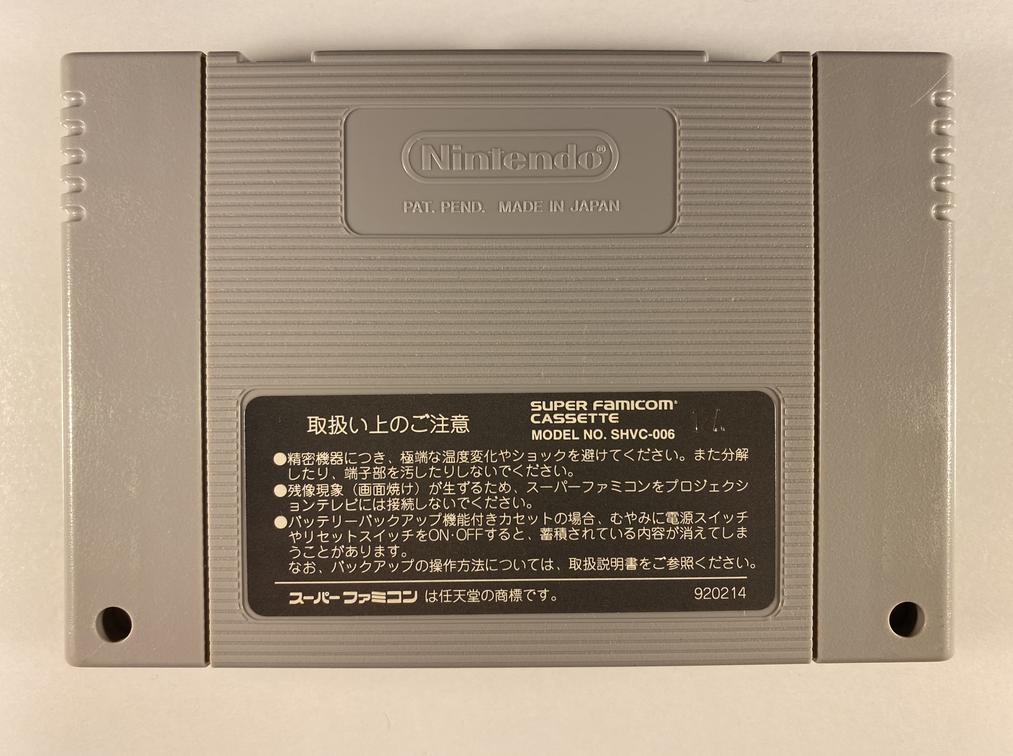 Nintendo®
PAT. PEND. MADE IN JAPAN
取扱い上のご注意
SUPER FAMICOM®
CASSETTE
MODEL NO. SHVC-006
●精密機器につき、極端な温度変化やショックを避けてください。また分解
したり、端子部を汚したりしないでください。
●残像現象（画面焼け）が生ずるため、スーパーファミコンをプロジェクシ
ョンテレビには接続しないでください。
●バッテリーバックアップ機能付きカセットの場合、むやみに電源スイッチ
やリセットスイッチをON·OFFすると、蓄積されている内容が消えてしま
うことがあります。
なお、バックアップの操作方法については、取扱説明書をご参照ください。
スーパーファミコン は任天堂の商標です。
920214